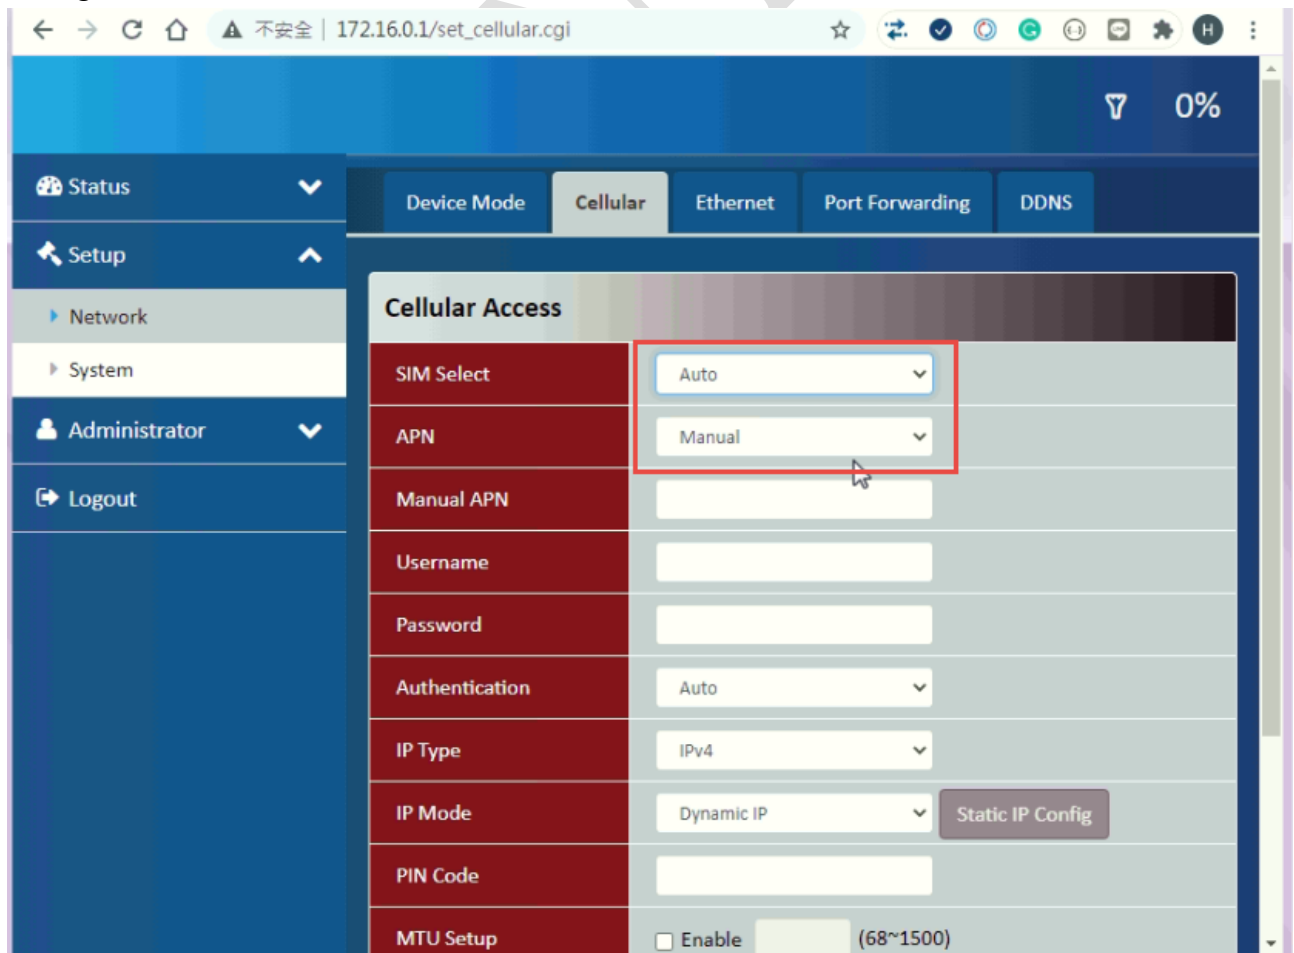 不安全 172.16.0.1/set_cellular.cgi H
0%
Status
Device Mode Cellular Ethernet Port Forwarding DDNS
Setup
Network
System
Administrator
Logout
Cellular Access
SIM Select Auto
APN Manual
Manual APN
Username
Password
Authentication Auto
IP Type IPv4
IP Mode Dynamic IP Static IP Config
PIN Code
MTU Setup Enable (68~1500)